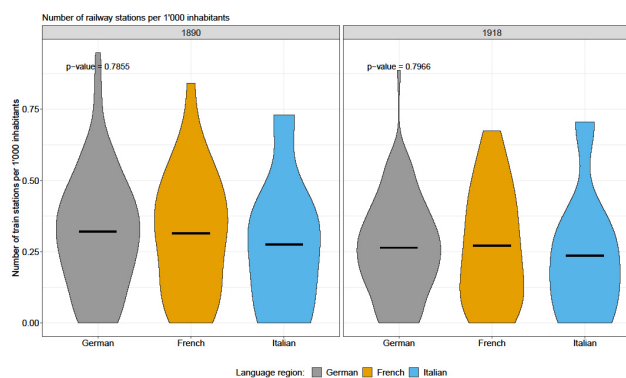 Number of railway stations per 1'000 inhabitants
1890
1918
p-value = 0.7855
p-value = 0.7966
Number of train stations per 1'000 inhabitants
0.75
0.50
0.25
0.00
German French Italian
German French Italian
Language region: German French Italian